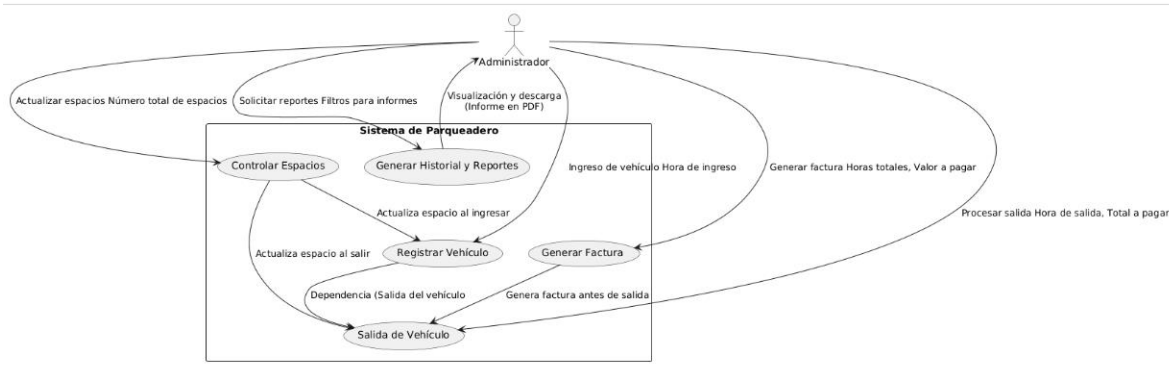 Administrador
Visualización y descarga
(Informe en PDF)
Actualizar espacios Número total de espacios
Solicitar reportes Filtros para informes
Sistema de Parqueadero
Controlar Espacios
Generar Historial y Reportes
Ingreso de vehículo Hora de ingreso
Generar factura Horas totales, Valor a pagar
Actualiza espacio al ingresar
Procesar salida Hora de salida, Total a pagar
Actualiza espacio al salir
Registrar Vehículo
Generar Factura
Dependencia (Salida del vehículo
Genera factura antes de salida
Salida de Vehículo